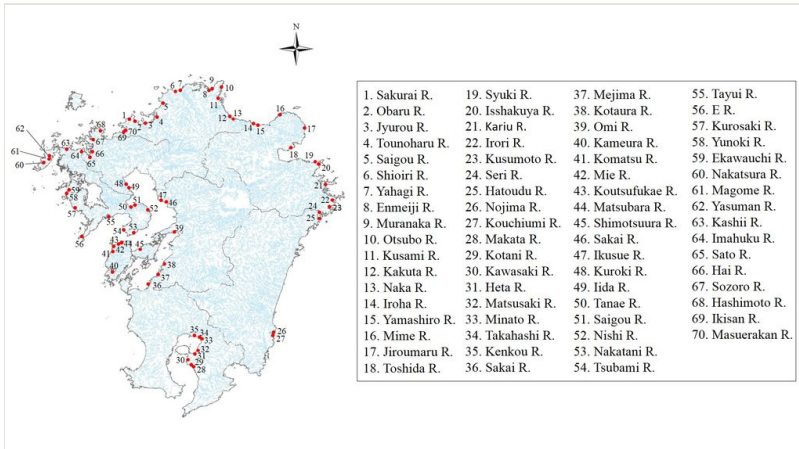 N
1. Sakurai R.
2. Obaru R.
3. Jyurou R.
4. Tounoharu R.
5. Saigou R.
6. Shioiri R.
7. Yahagi R.
8. Enmeiji R.
9. Muranaka R.
10. Otsubo R.
11. Kusami R.
12. Kakuta R.
13. Naka R.
14. Iroha R.
15. Yamashiro R.
16. Mime R.
17. Jiroumaru R.
18. Toshida R.
19. Syuki R.
20. Isshakuya R.
21. Kariu R.
22. Irori R.
23. Kusumoto R.
24. Seri R.
25. Hatoudu R.
26. Nojima R.
27. Kouchiumi R.
28. Makata R.
29. Kotani R.
30. Kawasaki R.
31. Heta R.
32. Matsusaki R.
33. Minato R.
34. Takahashi R.
35. Kenkou R.
36. Sakai R.
37. Mejima R.
38. Kotaura R.
39. Omi R.
40. Kameura R.
41. Komatsu R.
42. Mie R.
43. Koutsufukae R.
44. Matsubara R.
45. Shimotsuura R.
46. Sakai R.
47. Ikusue R.
48. Kuroki R.
49. Iida R.
50. Tanae R.
51. Saigou R.
52. Nishi R.
53. Nakatani R.
54. Tsubami R.
55. Tayui R.
56. E R.
57. Kurosaki R.
58. Yunoki R.
59. Ekawauchi R.
60. Nakatsura R.
61. Magome R.
62. Yasuman R.
63. Kashii R.
64. Imahuku R.
65. Sato R.
66. Hai R.
67. Sozoro R.
68. Hashimoto R.
69. Ikisan R.
70. Masuerakan R.